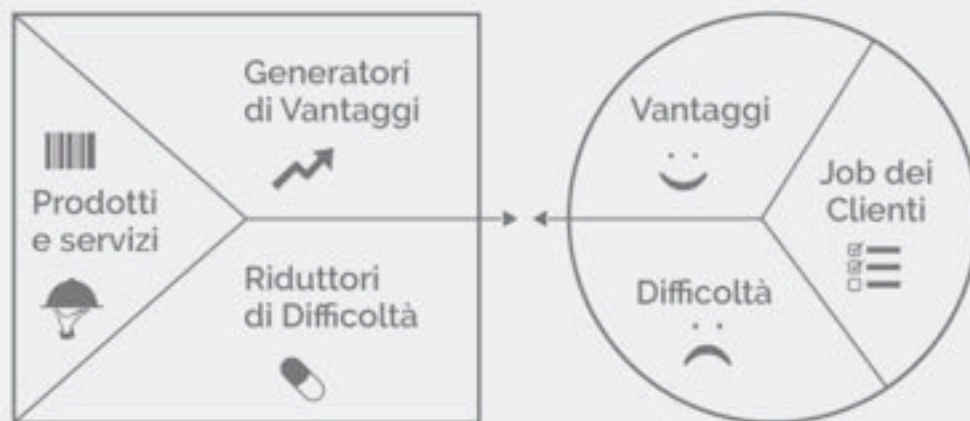 Generatori
di Vantaggi
Prodotti
e servizi
Riduttori
di Difficoltà
Vantaggi
Job dei
Clienti
Difficoltà